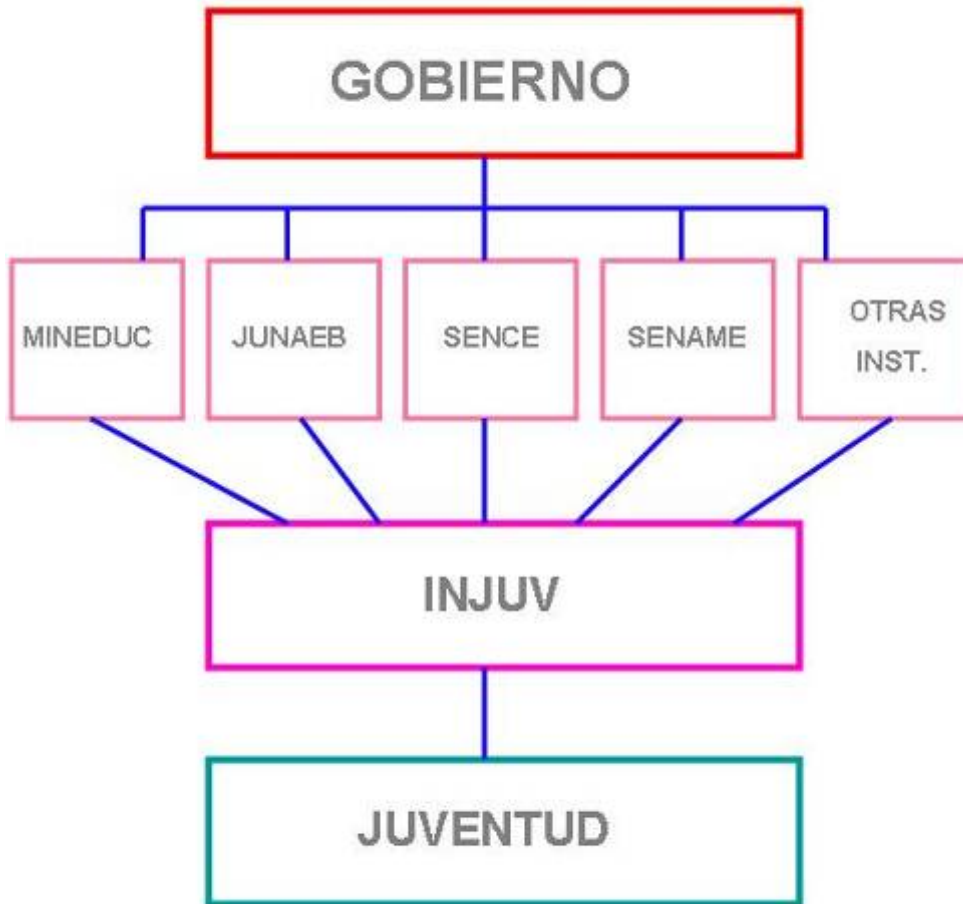 GOBIERNO
MINEDUC
JUNAEB
SENCE
SENAME
OTRAS
INST.
INJUV
JUVENTUD